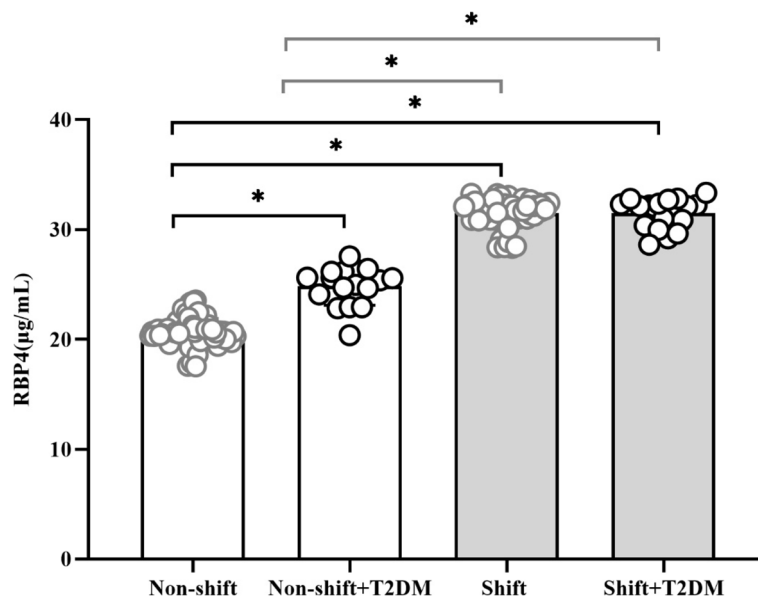 *
*
*
*
*
40
30
20
10
0
RBP4(μg/mL)
Non-shift
Non-shift+T2DM
Shift
Shift+T2DM